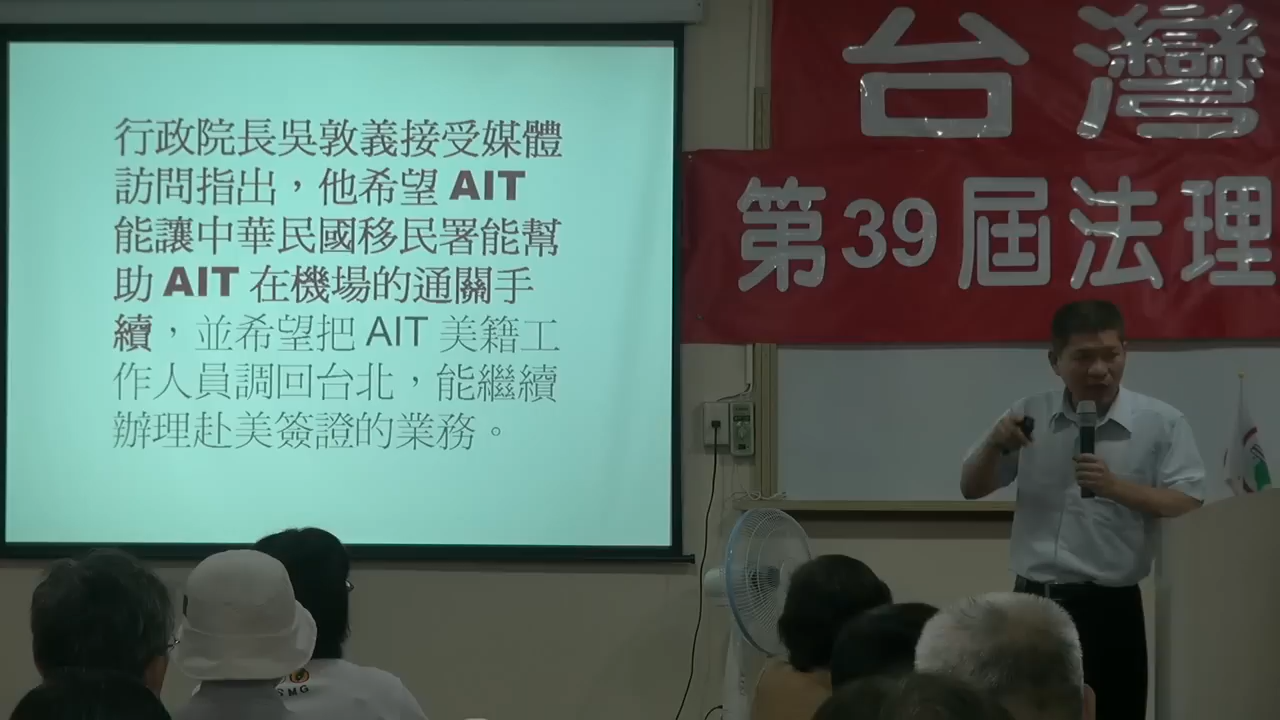 行政院長吳敦義接受媒體
訪問指出，他希望 AIT
能讓中華民國移民署能幫
助 AIT 在機場的通關手
續，並希望把 AIT 美籍工
作人員調回台北，能繼續
辦理赴美簽證的業務。
台灣
第39屆法理
SMG